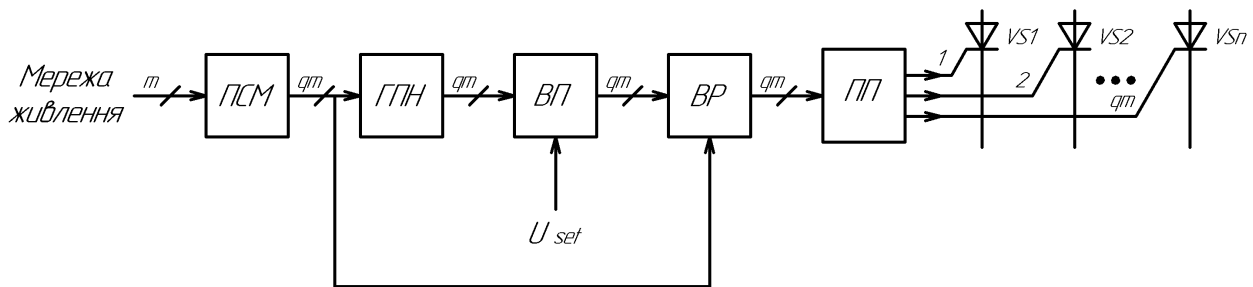 Мережа
живлення
m
ПСМ
qm
ГПН
qm
ВП
qm
ВР
qm
ПП
1
2
qm
VS1
VS2
VSn
U set